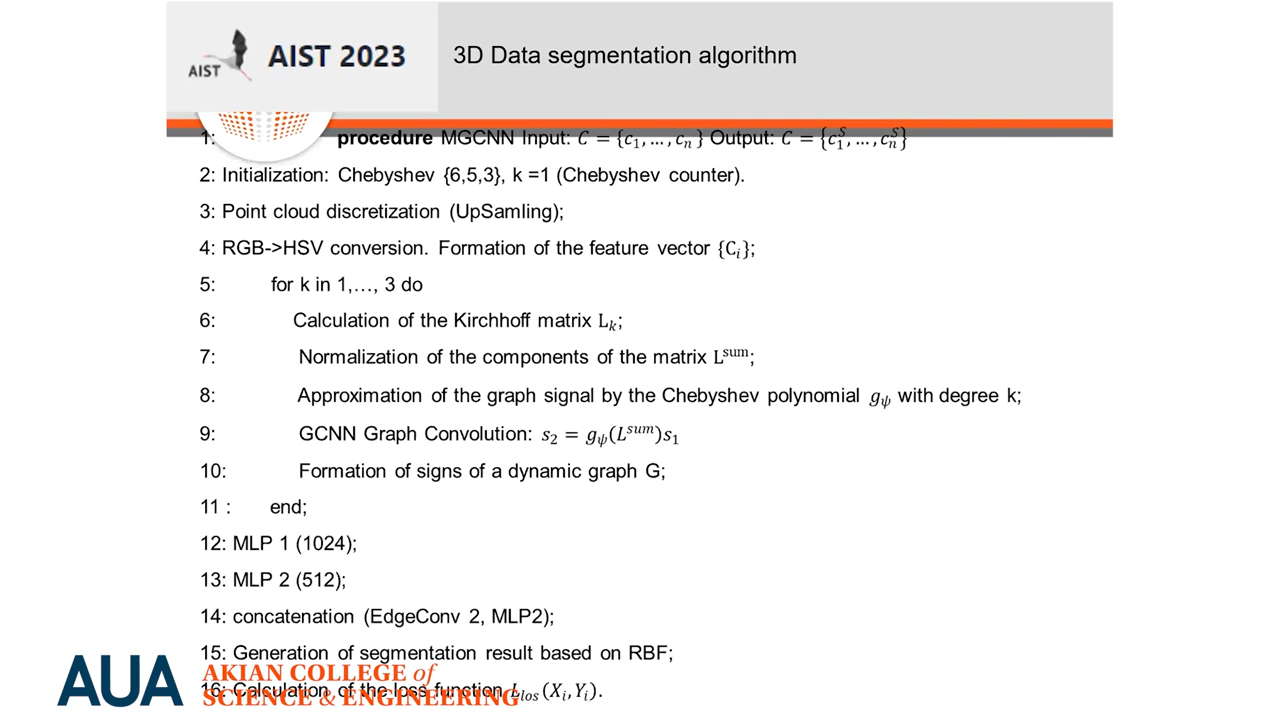 AIST
AIST 2023
3D Data segmentation algorithm
1: procedure MGCNN Input: C = {c₁, ... , cₙ } Output: C = {c₁ˢ, ... , cₙˢ}
2: Initialization: Chebyshev {6,5,3}, k =1 (Chebyshev counter).
3: Point cloud discretization (UpSamling);
4: RGB->HSV conversion. Formation of the feature vector {Cᵢ};
5: for k in 1,…, 3 do
6: Calculation of the Kirchhoff matrix Lₖ;
7: Normalization of the components of the matrix Lˢᵘᵐ;
8: Approximation of the graph signal by the Chebyshev polynomial g_ψ with degree k;
9: GCNN Graph Convolution: s₂ = g_ψ(Lˢᵘᵐ)s₁
10: Formation of signs of a dynamic graph G;
11 : end;
12: MLP 1 (1024);
13: MLP 2 (512);
14: concatenation (EdgeConv 2, MLP2);
15: Generation of segmentation result based on RBF;
16: Calculation of the loss function L_los(Xᵢ, Yᵢ).
AUA
AKIAN COLLEGE of
SCIENCE & ENGINEERING